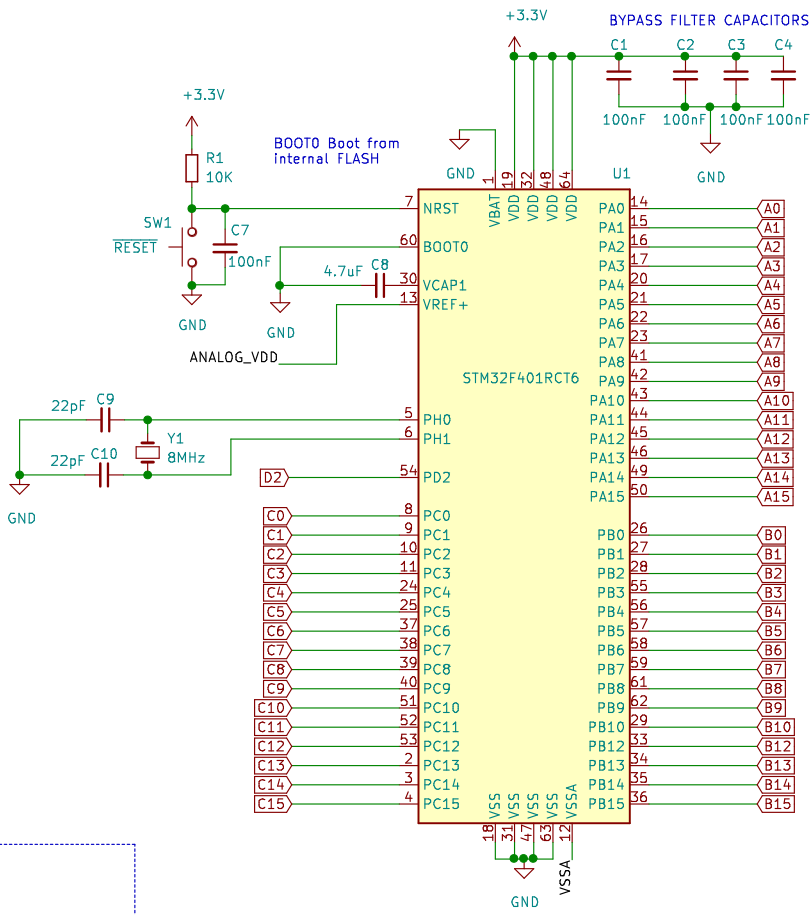 +3.3V
BYPASS FILTER CAPACITORS
C1 C2 C3 C4
100nF 100nF 100nF 100nF
GND
+3.3V
R1
10K
BOOT0 Boot from
internal FLASH
GND
U1
1 19 32 48 64
VBAT VDD VDD VDD VDD
SW1
RESET
C7
100nF
GND
4.7uF C8
GND
ANALOG_VDD
STM32F401RCT6
7 NRST
60 BOOT0
30 VCAP1
13 VREF+
22pF C9
22pF C10
Y1
8MHz
GND
5 PH0
6 PH1
D2 54 PD2
C0 8 PC0
C1 9 PC1
C2 10 PC2
C3 11 PC3
C4 24 PC4
C5 25 PC5
C6 37 PC6
C7 38 PC7
C8 39 PC8
C9 40 PC9
C10 51 PC10
C11 52 PC11
C12 53 PC12
C13 2 PC13
C14 3 PC14
C15 4 PC15
PA0 14 A0
PA1 15 A1
PA2 16 A2
PA3 17 A3
PA4 20 A4
PA5 21 A5
PA6 22 A6
PA7 23 A7
PA8 41 A8
PA9 42 A9
PA10 43 A10
PA11 44 A11
PA12 45 A12
PA13 46 A13
PA14 49 A14
PA15 50 A15
PB0 26 B0
PB1 27 B1
PB2 28 B2
PB3 55 B3
PB4 56 B4
PB5 57 B5
PB6 58 B6
PB7 59 B7
PB8 61 B8
PB9 62 B9
PB10 29 B10
PB12 33 B12
PB13 34 B13
PB14 35 B14
PB15 36 B15
VSS VSS VSS VSS VSSA
18 31 47 63 12
VSSA
GND